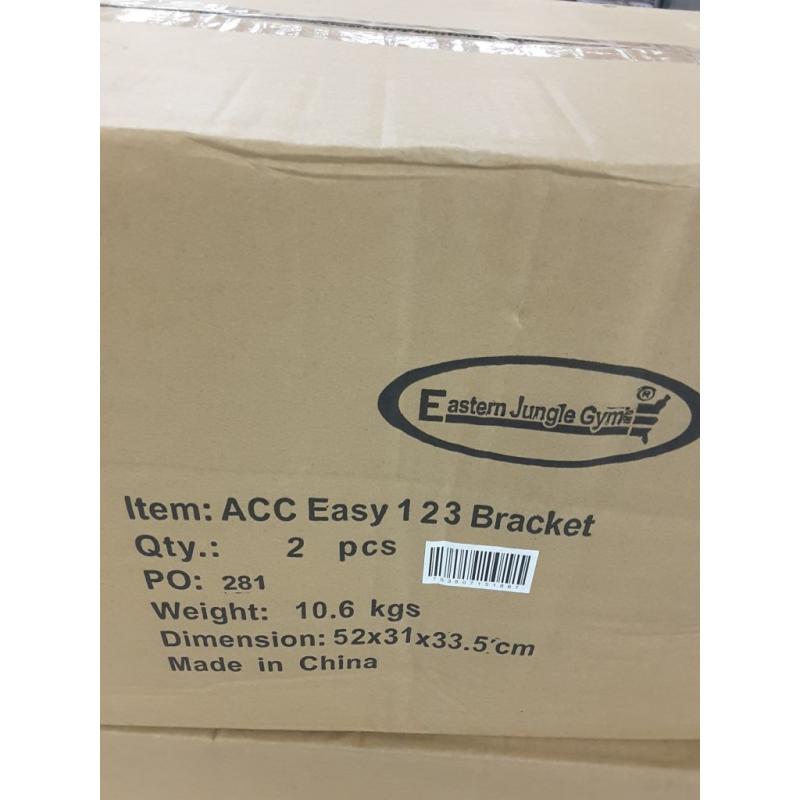 Eastern Jungle Gym ®
Item: ACC Easy 1 2 3 Bracket
Qty.: 2 pcs
PO: 281
Weight: 10.6 kgs
Dimension: 52x31x33.5 cm
Made in China